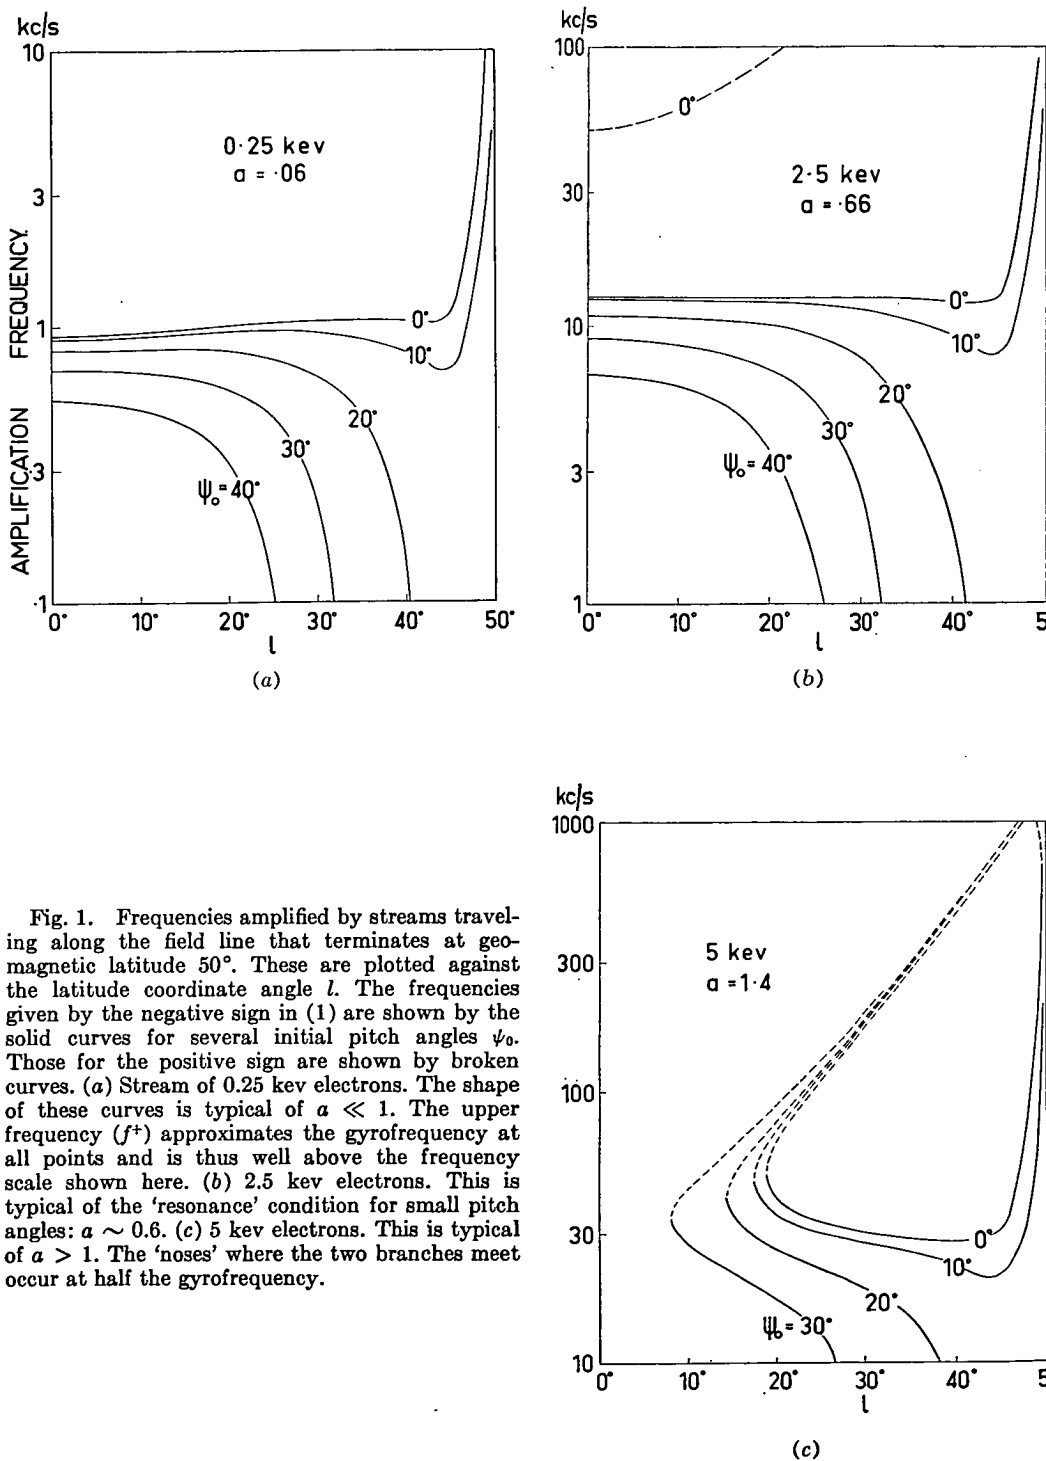 kc/s
10
3
1
·3
·1
AMPLIFICATION FREQUENCY.
0·25 kev
a = ·06
0°
10°
20°
30°
ψ₀=40°
0° 10° 20° 30° 40° 50°
l
(a)
kc/s
100
30
10
3
1
0°
2·5 kev
a = ·66
0°
10°
20°
30°
ψ₀=40°
0° 10° 20° 30° 40° 5
l
(b)
kc/s
1000
300
100
30
10
5 kev
a = 1·4
0°
10°
20°
ψ₀=30°
0° 10° 20° 30° 40° 5
l
(c)
Fig. 1. Frequencies amplified by streams travel-
ing along the field line that terminates at geo-
magnetic latitude 50°. These are plotted against
the latitude coordinate angle l. The frequencies
given by the negative sign in (1) are shown by the
solid curves for several initial pitch angles ψ₀.
Those for the positive sign are shown by broken
curves. (a) Stream of 0.25 kev electrons. The shape
of these curves is typical of a ≪ 1. The upper
frequency (f⁺) approximates the gyrofrequency at
all points and is thus well above the frequency
scale shown here. (b) 2.5 kev electrons. This is
typical of the ‘resonance’ condition for small pitch
angles: a ∼ 0.6. (c) 5 kev electrons. This is typical
of a > 1. The ‘noses’ where the two branches meet
occur at half the gyrofrequency.